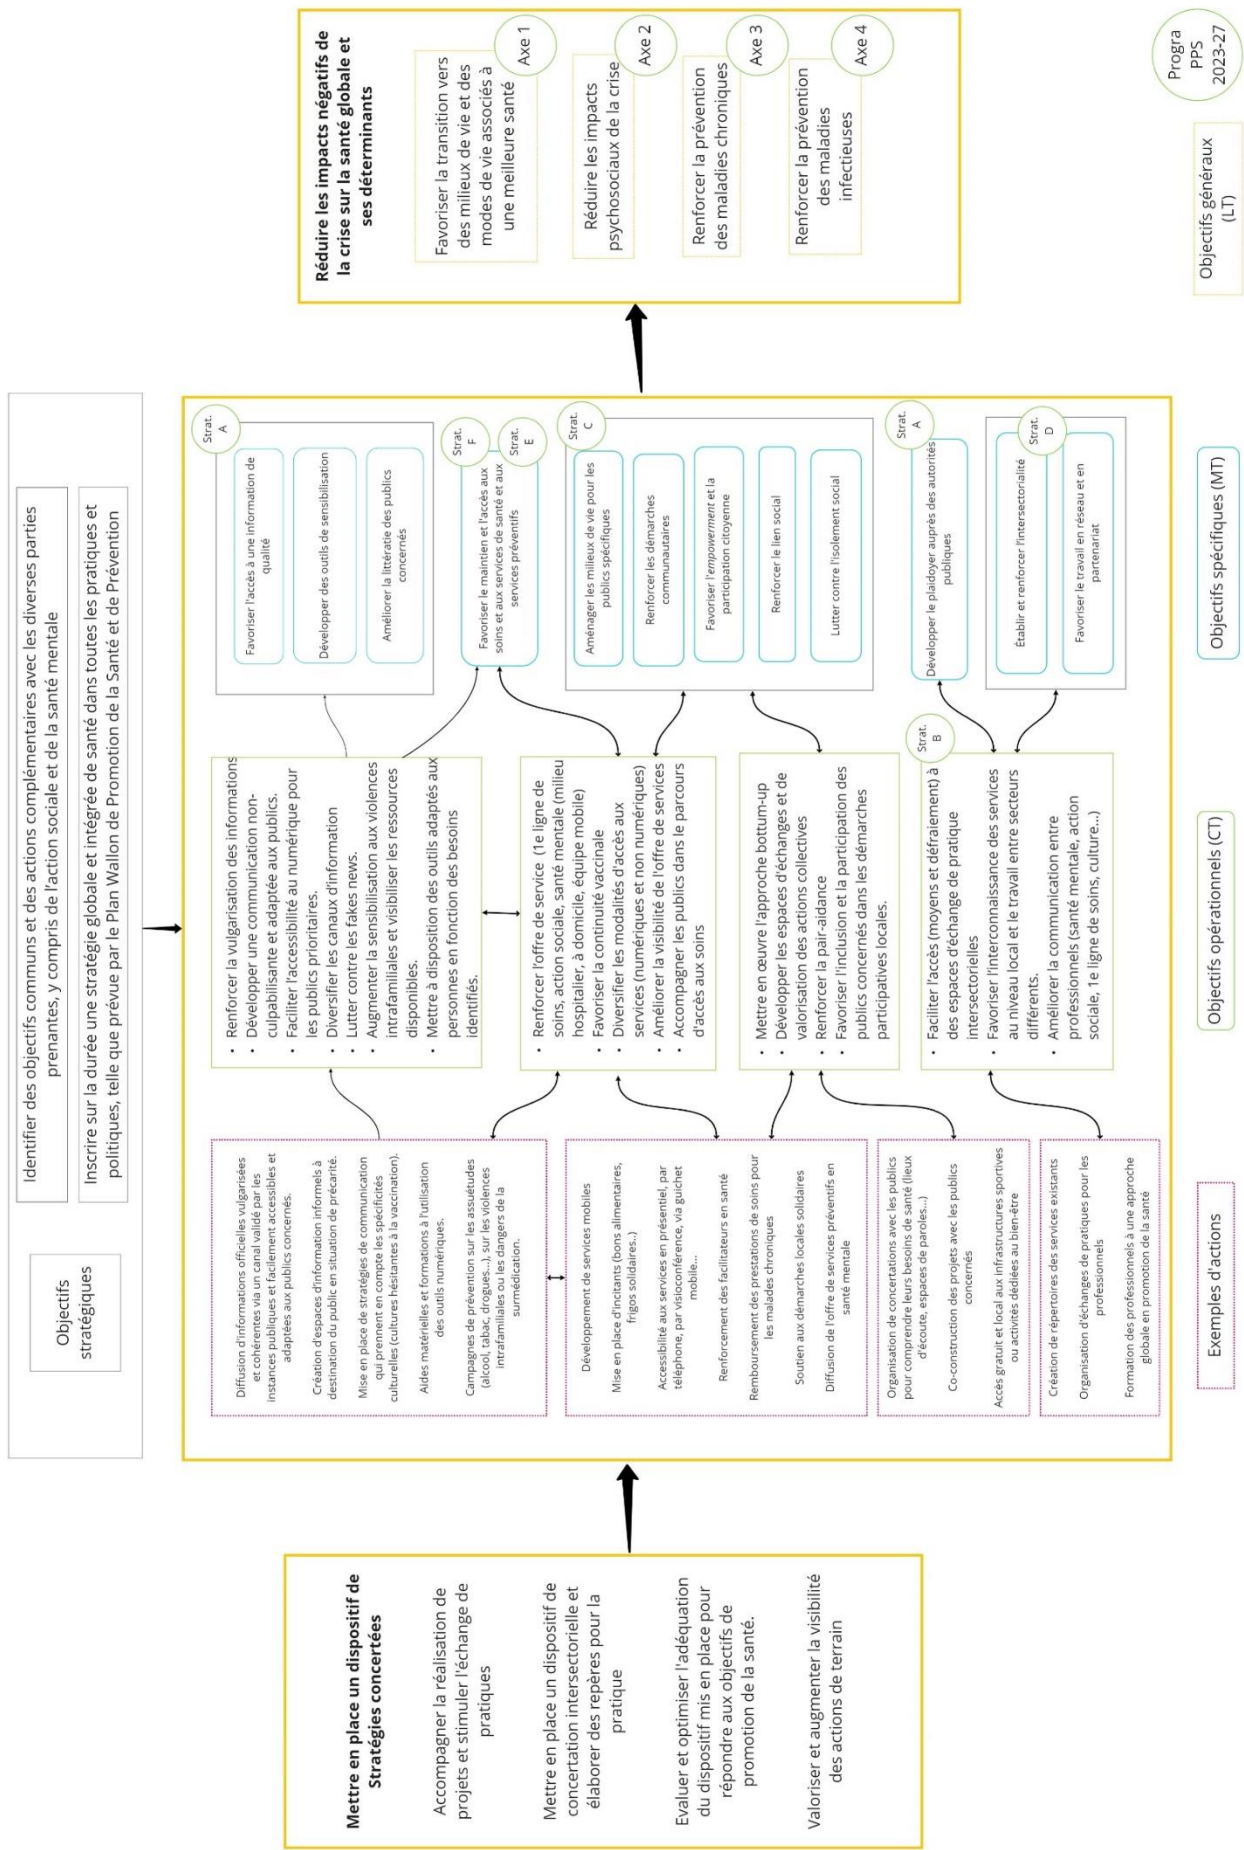 Objectifs
stratégiques
Identifier des objectifs communs et des actions complémentaires avec les diverses parties
prenantes, y compris de l'action sociale et de la santé mentale
Inscrire sur la durée une stratégie globale et intégrée de santé dans toutes les pratiques et
politiques, telle que prévue par le Plan Wallon de Promotion de la Santé et de Prévention
Mettre en place un dispositif de
Stratégies concertées
Accompagner la réalisation de
projets et stimuler l'échange de
pratiques
Mettre en place un dispositif de
concertation intersectorielle et
élaborer des repères pour la
pratique
Evaluer et optimiser l'adéquation
du dispositif mis en place pour
répondre aux objectifs de
promotion de la santé.
Valoriser et augmenter la visibilité
des actions de terrain
Diffusion d'informations officielles vulgarisées
et cohérentes via un canal validé par les
instances publiques et facilement accessibles et
adaptées aux publics concernés.
Création d'espaces d'information informels à
destination du public en situation de précarité.
Mise en place de stratégies de communication
qui prennent en compte les spécificités
culturelles (cultures hésitantes à la vaccination).
Aides matérielles et formations à l'utilisation
des outils numériques.
Campagnes de prévention sur les assuétudes
(alcool, tabac, drogues...), sur les violences
intrafamiliales ou les dangers de la
surmédication.
Développement de services mobiles
Mise en place d'incitants (bons alimentaires,
frigos solidaires..)
Accessibilité aux services en présentiel, par
téléphone, par visioconférence, via guichet
mobile...
Renforcement des facilitateurs en santé
Remboursement des prestations de soins pour
les malades chroniques
Soutien aux démarches locales solidaires
Diffusion de l'offre de services préventifs en
santé mentale
Organisation de concertations avec les publics
pour comprendre leurs besoins de santé (lieux
d'écoute, espaces de paroles...)
Co-construction des projets avec les publics
concernés
Accès gratuit et local aux infrastructures sportives
ou activités dédiées au bien-être
Création de répertoires des services existants
Organisation d'échanges de pratiques pour les
professionnels
Formation des professionnels à une approche
globale en promotion de la santé
• Renforcer la vulgarisation des informations
• Développer une communication non-
culpabilisante et adaptée aux publics.
• Faciliter l'accessibilité au numérique pour
les publics prioritaires.
• Diversifier les canaux d'information
• Lutter contre les fakes news.
• Augmenter la sensibilisation aux violences
intrafamiliales et visibiliser les ressources
disponibles.
• Mettre à disposition des outils adaptés aux
personnes en fonction des besoins
identifiés.
• Renforcer l'offre de service (1e ligne de
soins, action sociale, santé mentale (milieu
hospitalier, à domicile, équipe mobile)
• Favoriser la continuité vaccinale
• Diversifier les modalités d'accès aux
services (numériques et non numériques)
• Améliorer la visibilité de l'offre de services
• Accompagner les publics dans le parcours
d'accès aux soins
• Mettre en œuvre l'approche bottum-up
• Développer les espaces d'échanges et de
valorisation des actions collectives
• Renforcer la pair-aidance
• Favoriser l'inclusion et la participation des
publics concernés dans les démarches
participatives locales.
Strat.
B
• Faciliter l'accès (moyens et défraiement) à
des espaces d'échange de pratique
intersectorielles
• Favoriser l'interconnaissance des services
au niveau local et le travail entre secteurs
différents.
• Améliorer la communication entre
professionnels (santé mentale, action
sociale, 1e ligne de soins, culture...)
Strat.
A
Favoriser l'accès à une information de
qualité
Développer des outils de sensibilisation
Améliorer la littératie des publics
concernés
Strat.
F
Favoriser le maintien et l'accès aux
soins et aux services de santé et aux
services préventifs
Strat.
E
Strat.
C
Aménager les milieux de vie pour les
publics spécifiques
Renforcer les démarches
communautaires
Favoriser l'empowerment et la
participation citoyenne
Renforcer le lien social
Lutter contre l'isolement social
Strat.
A
Développer le plaidoyer auprès des autorités
publiques
Strat.
D
Établir et renforcer l'intersectorialité
Favoriser le travail en réseau et en
partenariat
Réduire les impacts négatifs de
la crise sur la santé globale et
ses déterminants
Favoriser la transition vers
des milieux de vie et des
modes de vie associés à
une meilleure santé
Axe 1
Réduire les impacts
psychosociaux de la crise
Axe 2
Renforcer la prévention
des maladies chroniques
Axe 3
Renforcer la prévention
des maladies
infectieuses
Axe 4
Exemples d'actions
Objectifs opérationnels (CT)
Objectifs spécifiques (MT)
Objectifs généraux
(LT)
Progra
PPS
2023-27